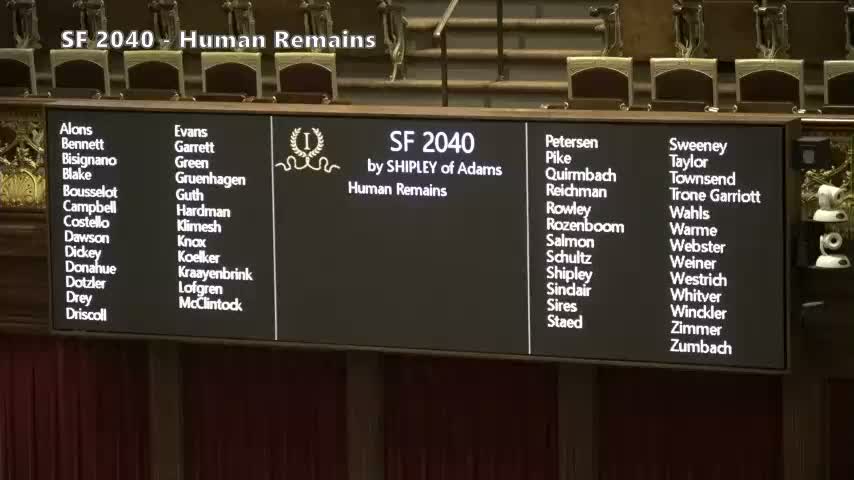 SF 2040 - Human Remains
Alons
Bennett
Bisignano
Blake
Bousselot
Campbell
Costello
Dawson
Dickey
Donahue
Dotzler
Drey
Driscoll
Evans
Garrett
Green
Gruenhagen
Guth
Hardman
Klimesh
Knox
Koelker
Kraayenbrink
Lofgren
McClintock
I
SF 2040
by SHIPLEY of Adams
Human Remains
Petersen
Pike
Quirmbach
Reichman
Rowley
Rozenboom
Salmon
Schultz
Shipley
Sinclair
Sires
Staed
Sweeney
Taylor
Townsend
Trone Garriott
Wahls
Warme
Webster
Weiner
Westrich
Whitver
Winckler
Zimmer
Zumbach